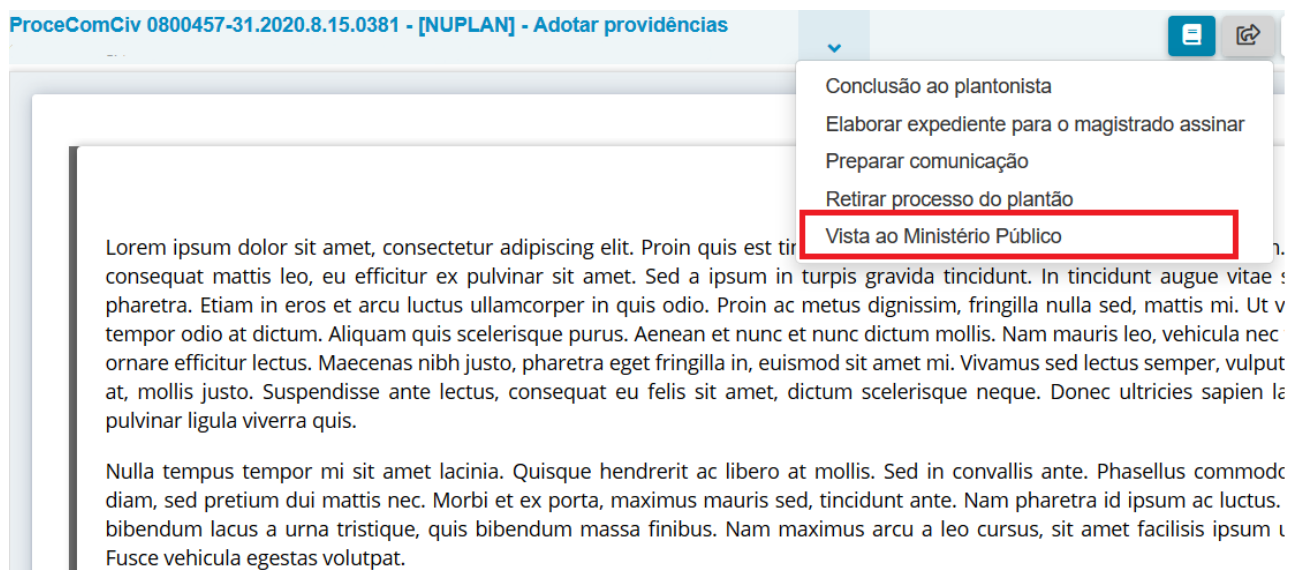 ProceComCiv 0800457-31.2020.8.15.0381 - [NUPLAN] - Adotar providências
Conclusão ao plantonista
Elaborar expediente para o magistrado assinar
Preparar comunicação
Retirar processo do plantão
Vista ao Ministério Público
Lorem ipsum dolor sit amet, consectetur adipiscing elit. Proin quis est
consequat mattis leo, eu efficitur ex pulvinar sit amet. Sed a ipsum in turpis gravida tincidunt. In tincidunt augue vitae
pharetra. Etiam in eros et arcu luctus ullamcorper in quis odio. Proin ac metus dignissim, fringilla nulla sed, mattis mi. Ut
tempor odio at dictum. Aliquam quis scelerisque purus. Aenean et nunc et nunc dictum mollis. Nam mauris leo, vehicula nec
ornare efficitur lectus. Maecenas nibh justo, pharetra eget fringilla in, euismod sit amet mi. Vivamus sed lectus semper, vulput
at, mollis justo. Suspendisse ante lectus, consequat eu felis sit amet, dictum scelerisque neque. Donec ultricies sapien
pulvinar ligula viverra quis.
Nulla tempus tempor mi sit amet lacinia. Quisque hendrerit ac libero at mollis. Sed in convallis ante. Phasellus commodo
diam, sed pretium dui mattis nec. Morbi et ex porta, maximus mauris sed, tincidunt ante. Nam pharetra id ipsum ac luctus.
bibendum lacus a urna tristique, quis bibendum massa finibus. Nam maximus arcu a leo cursus, sit amet facilisis ipsum
Fusce vehicula egestas volutpat.